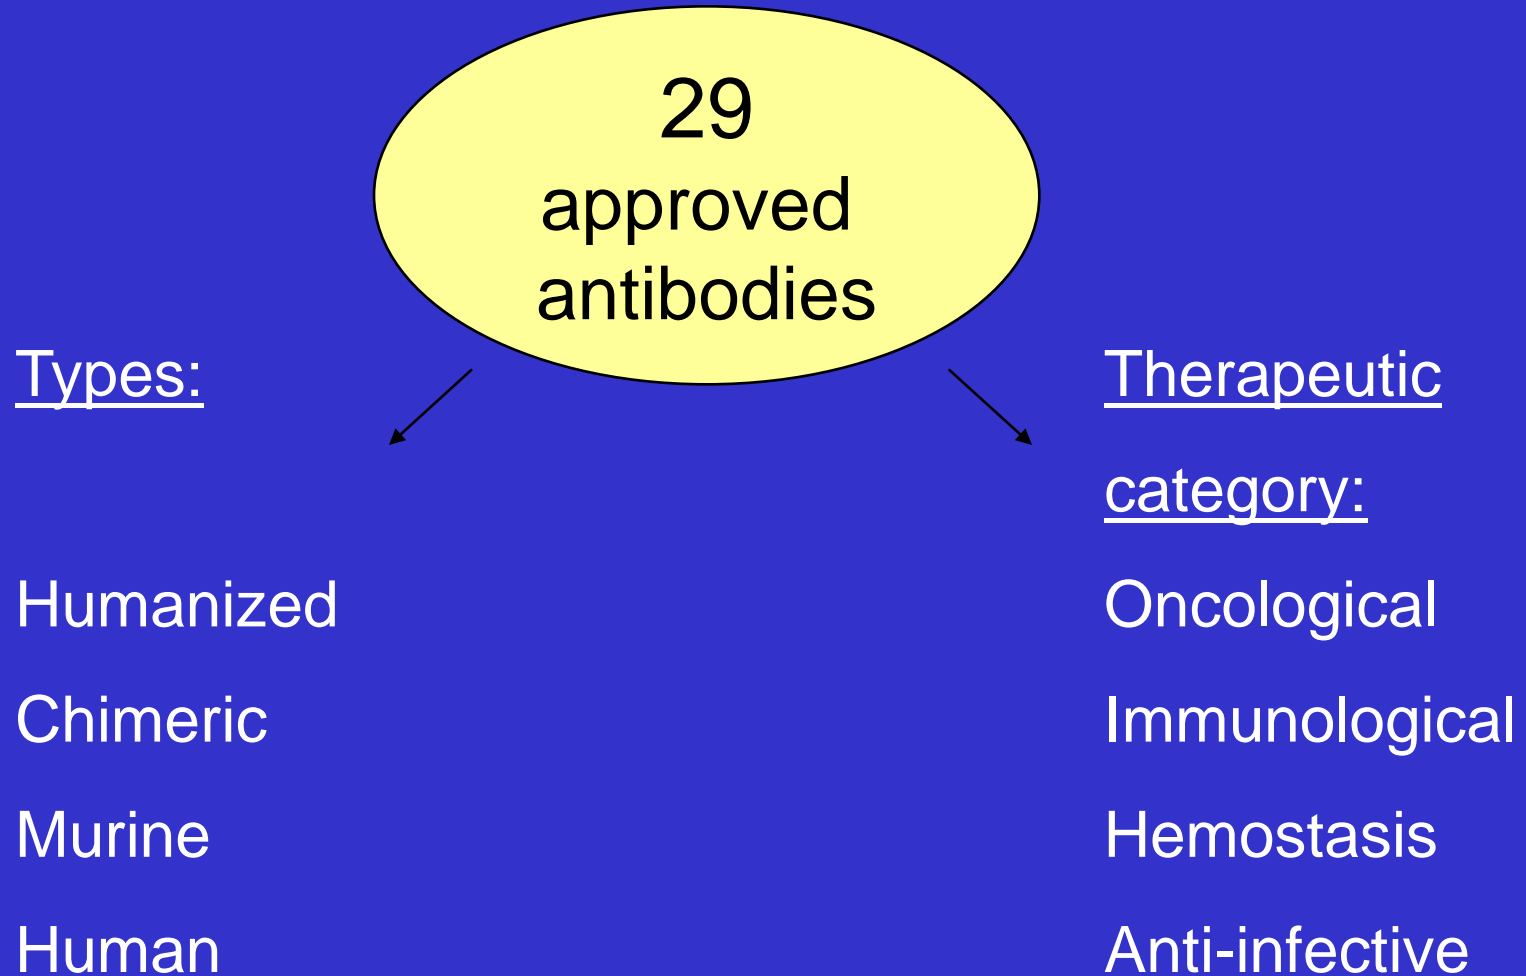 29
approved
antibodies
Types:
Humanized
Chimeric
Murine
Human
Therapeutic
category:
Oncological
Immunological
Hemostasis
Anti-infective